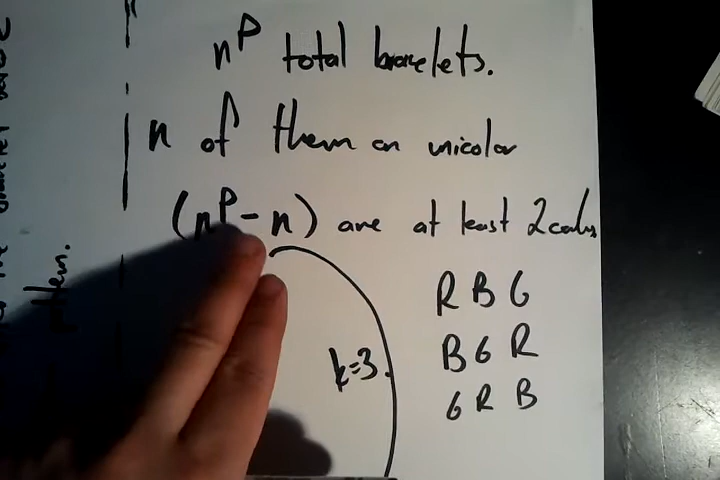 n^p total bracelets.
n of them are unicolor
(n^p - n) are at least 2 colors
k=3
R B G
B G R
G R B